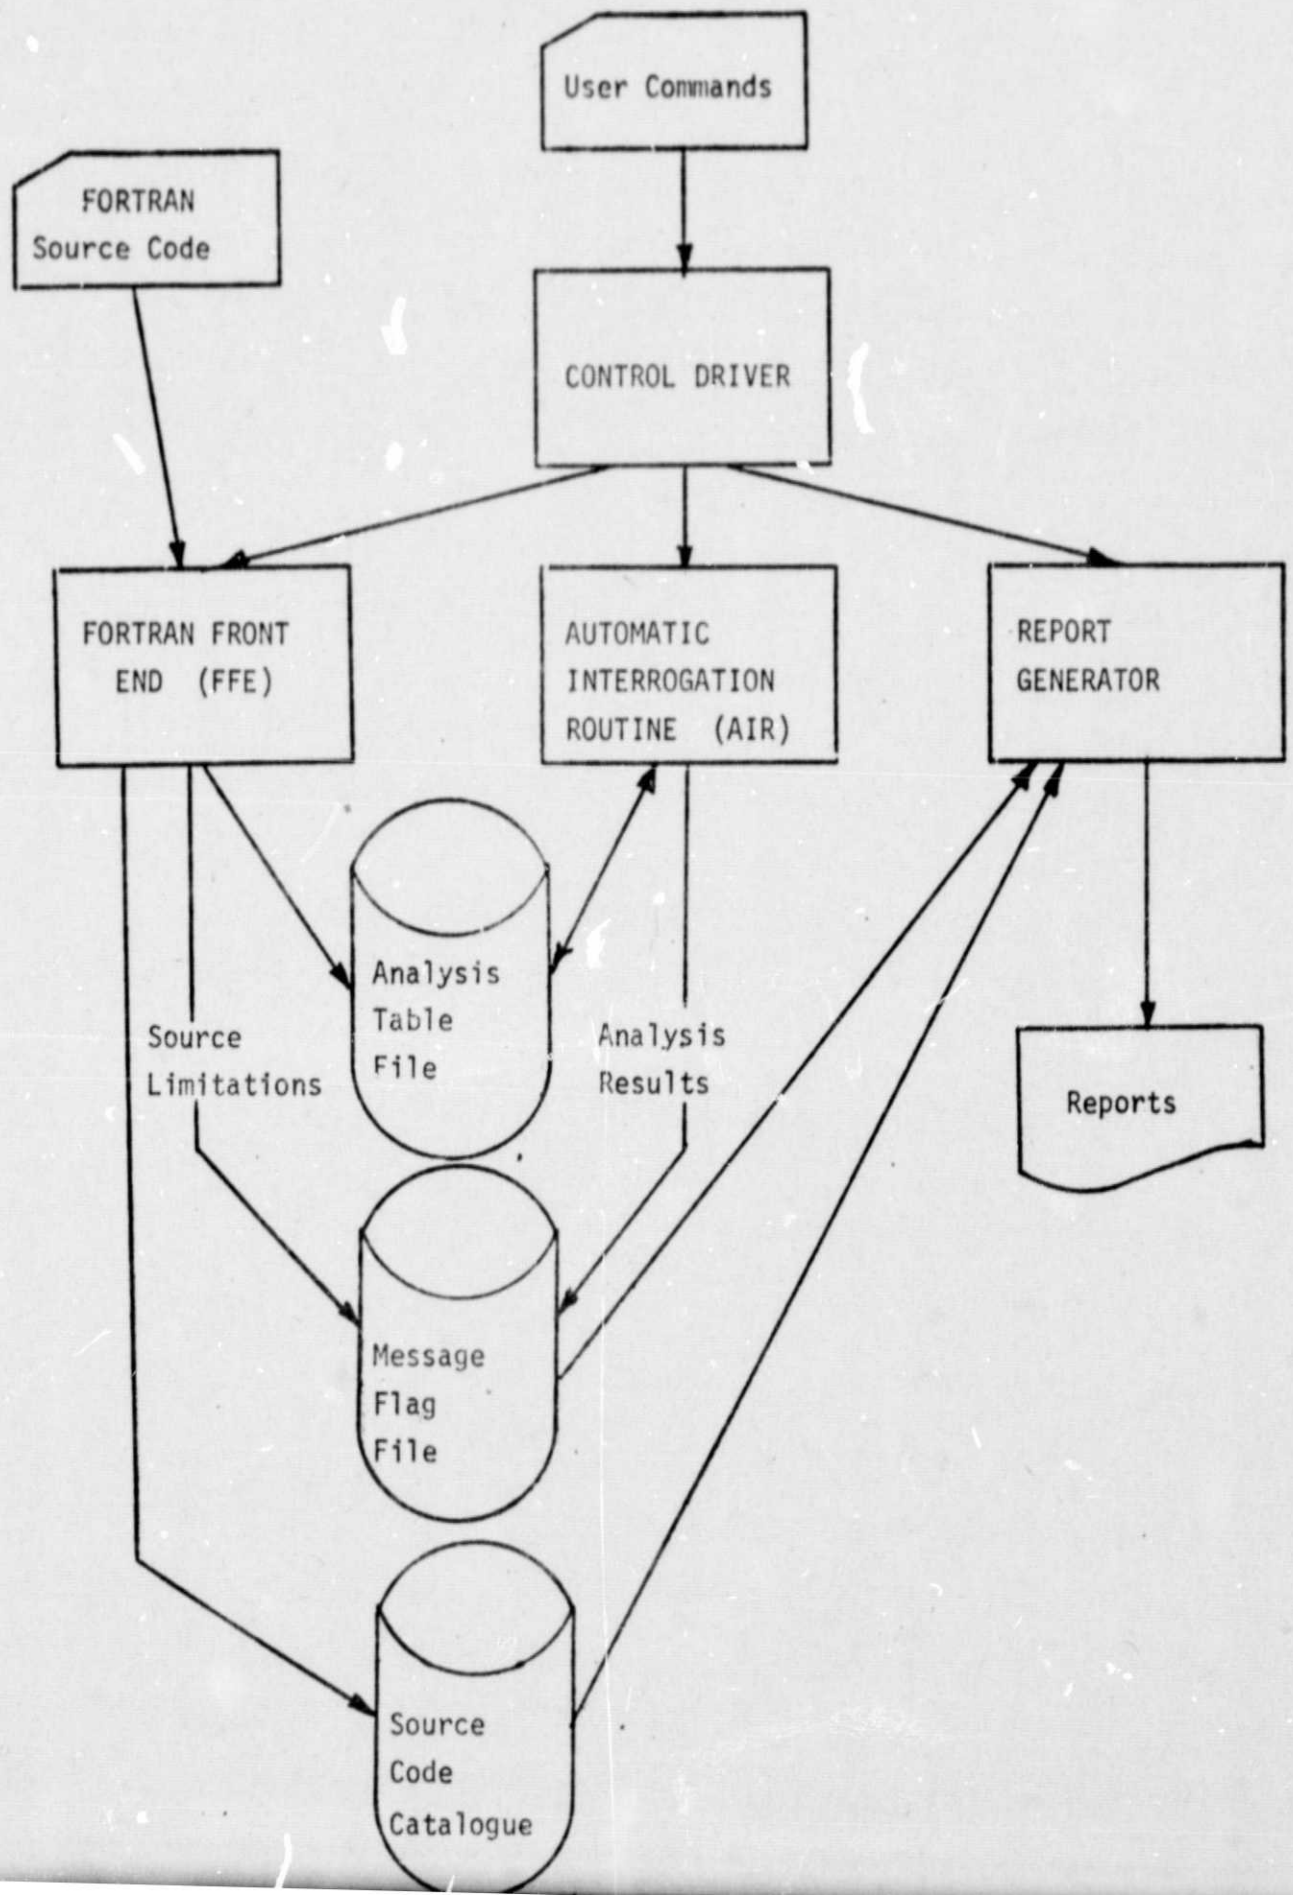 User Commands
FORTRAN
Source Code
CONTROL DRIVER
FORTRAN FRONT
END (FFE)
AUTOMATIC
INTERROGATION
ROUTINE (AIR)
REPORT
GENERATOR
Analysis
Table
File
Source
Limitations
Analysis
Results
Reports
Message
Flag
File
Source
Code
Catalogue